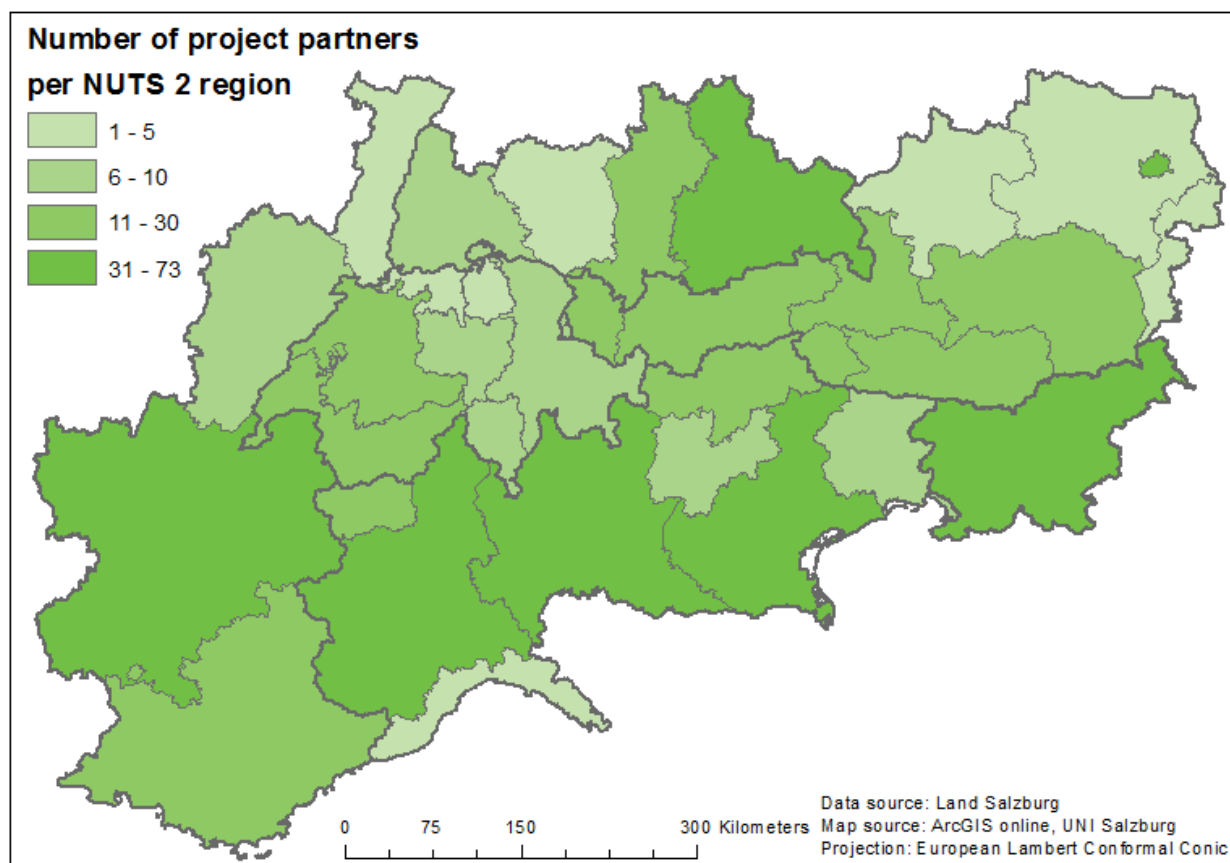 Number of project partners
per NUTS 2 region
1 - 5
6 - 10
11 - 30
31 - 73
0 75 150 300 Kilometers
Data source: Land Salzburg
Map source: ArcGIS online, UNI Salzburg
Projection: European Lambert Conformal Conic